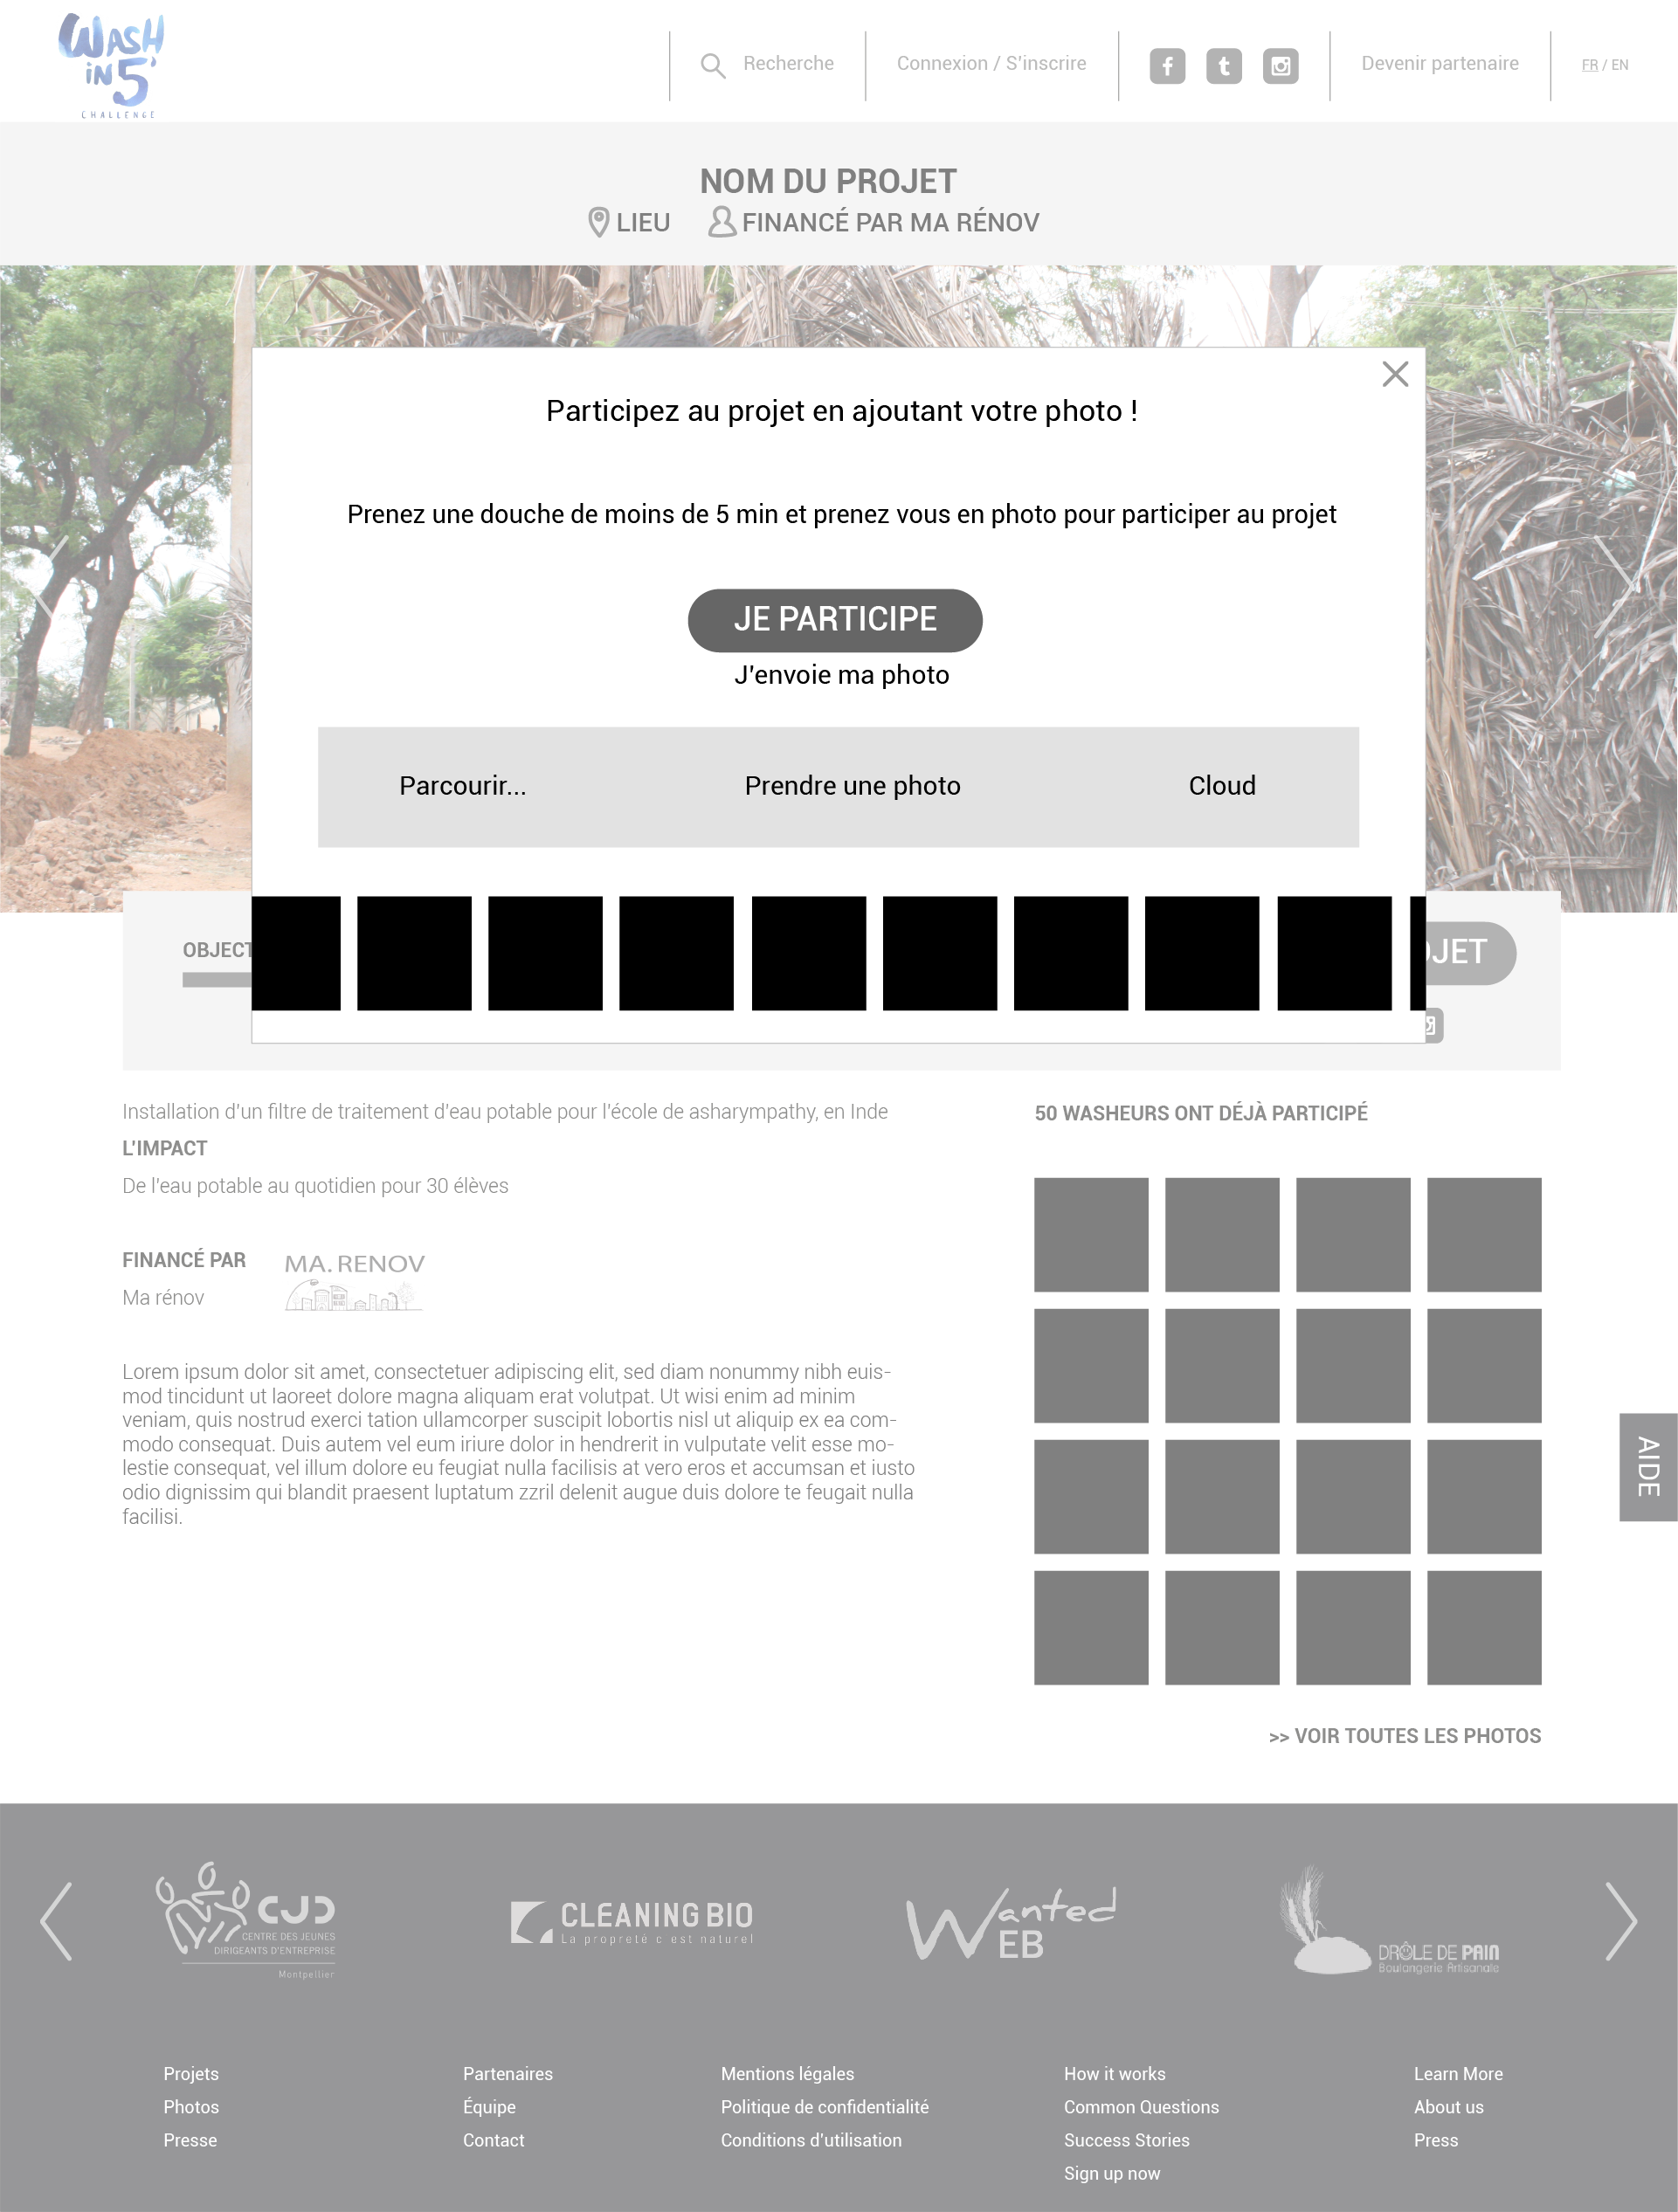 WASH
iN 5'
CHALLENGE
Recherche
Connexion / S'inscrire
Devenir partenaire
FR / EN
NOM DU PROJET
LIEU
FINANCÉ PAR MA RÉNOV
Participez au projet en ajoutant votre photo !
Prenez une douche de moins de 5 min et prenez vous en photo pour participer au projet
JE PARTICIPE
J'envoie ma photo
Parcourir...
Prendre une photo
Cloud
OBJECT
JET
Installation d'un filtre de traitement d'eau potable pour l'école de asharympathy, en Inde
L'IMPACT
De l'eau potable au quotidien pour 30 élèves
FINANCÉ PAR
Ma rénov
MA. RENOV
Lorem ipsum dolor sit amet, consectetuer adipiscing elit, sed diam nonummy nibh euis-
mod tincidunt ut laoreet dolore magna aliquam erat volutpat. Ut wisi enim ad minim
veniam, quis nostrud exerci tation ullamcorper suscipit lobortis nisl ut aliquip ex ea com-
modo consequat. Duis autem vel eum iriure dolor in hendrerit in vulputate velit esse mo-
lestie consequat, vel illum dolore eu feugiat nulla facilisis at vero eros et accumsan et iusto
odio dignissim qui blandit praesent luptatum zzril delenit augue duis dolore te feugait nulla
facilisi.
50 WASHEURS ONT DÉJÀ PARTICIPÉ
>> VOIR TOUTES LES PHOTOS
AIDE
CJD
CENTRE DES JEUNES
DIRIGEANTS D'ENTREPRISE
Montpellier
CLEANING BIO
La propreté c est naturel
Wanted
WEB
DRÔLE DE PAIN
Boulangerie Artisanale
Projets
Photos
Presse
Partenaires
Équipe
Contact
Mentions légales
Politique de confidentialité
Conditions d'utilisation
How it works
Common Questions
Success Stories
Sign up now
Learn More
About us
Press